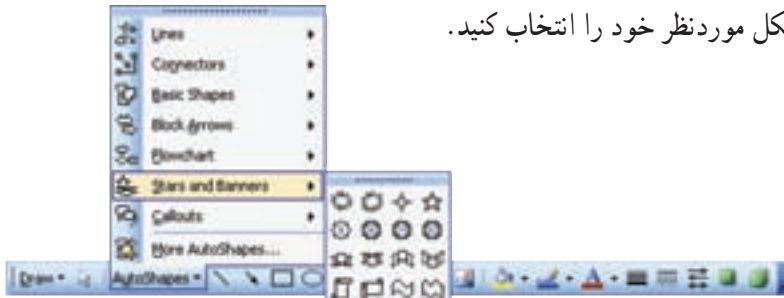 کل موردنظر خود را انتخاب کنید.
Lines
Connectors
Basic Shapes
Block Arrows
Flowchart
Stars and Banners
Callouts
More AutoShapes...
Draw AutoShapes